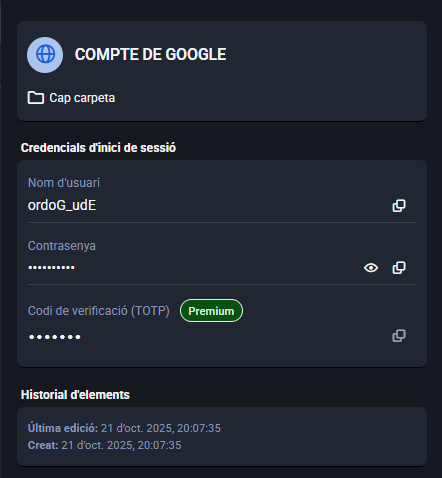 COMPTE DE GOOGLE
Cap carpeta
Credencials d'inici de sessió
Nom d'usuari
ordoG_udE
Contrasenya
••••••••••
Codi de verificació (TOTP) Premium
•••••••
Historial d'elements
Última edició: 21 d'oct. 2025, 20:07:35
Creat: 21 d'oct. 2025, 20:07:35